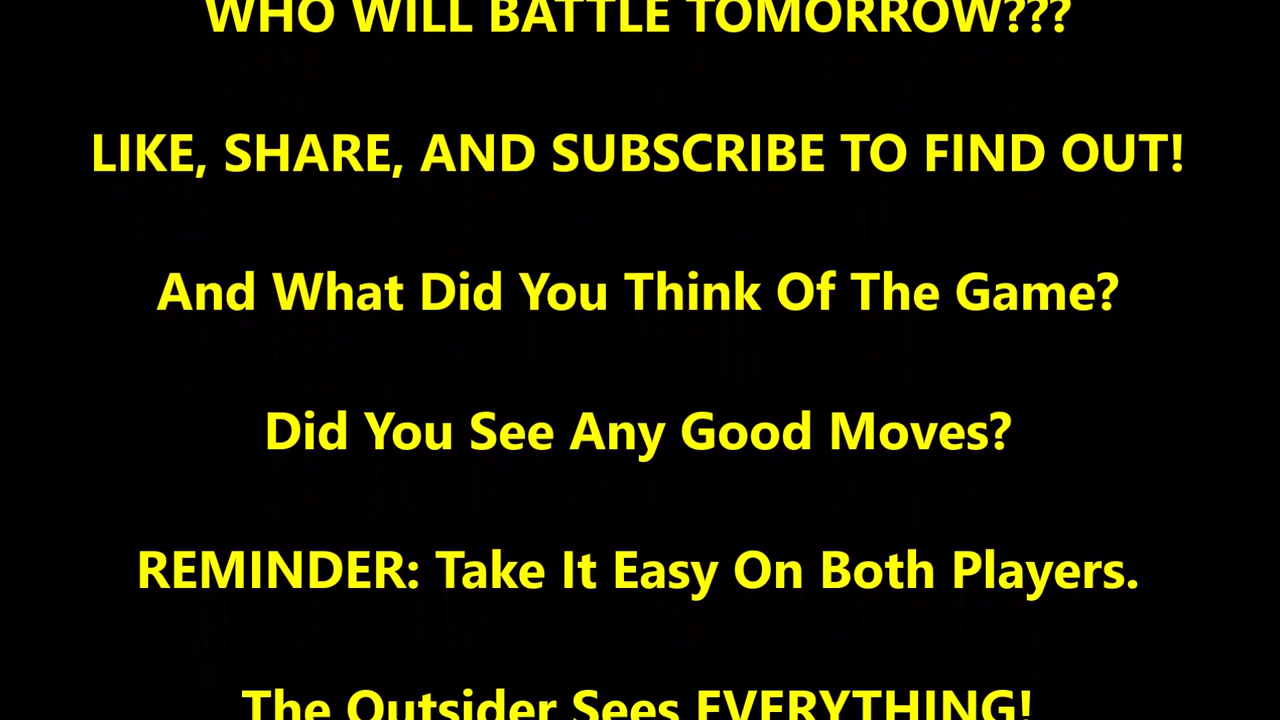 WHO WILL BATTLE TOMORROW???
LIKE, SHARE, AND SUBSCRIBE TO FIND OUT!
And What Did You Think Of The Game?
Did You See Any Good Moves?
REMINDER: Take It Easy On Both Players.
The Outsider Sees EVERYTHING!